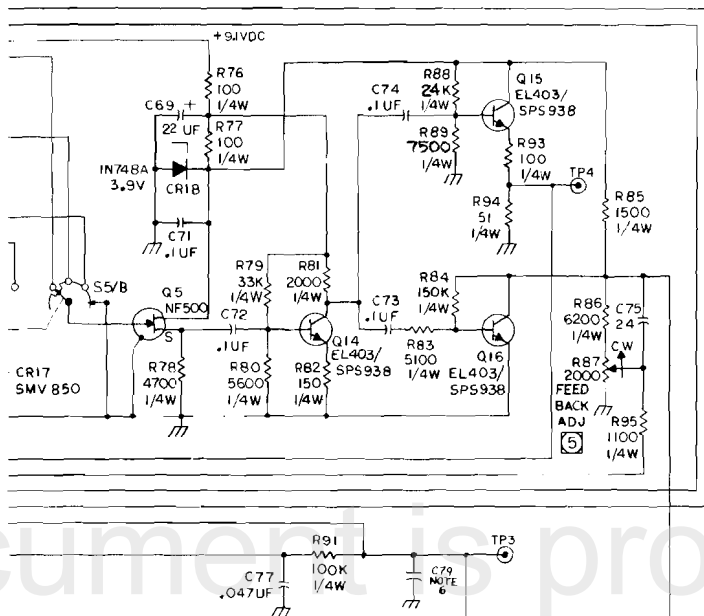 +9.1VDC
R76
100
1/4W
C69 +
22 UF
R77
100
1/4W
1N748A
3.9V
CR18
C71
.1UF
S5/B
Q5
NF500
S
CR17
SMV 850
R78
4700
1/4W
C72
.1UF
R79
33K
1/4W
R80
5600
1/4W
R81
2000
1/4W
Q14
EL403/
SPS938
R82
150
1/4W
C74
.1UF
R88
24K
1/4W
R89
7500
1/4W
Q15
EL403/
SPS938
R93
100
1/4W
TP4
R94
51
1/4W
C73
.1UF
R84
150K
1/4W
R83
5100
1/4W
Q16
EL403/
SPS938
R85
1500
1/4W
R86
6200
1/4W
C75
24
R87
2000
CW
FEED
BACK
ADJ
5
R95
1100
1/4W
R91
100K
1/4W
C77
.047UF
C79
NOTE
6
TP3
cument is pro